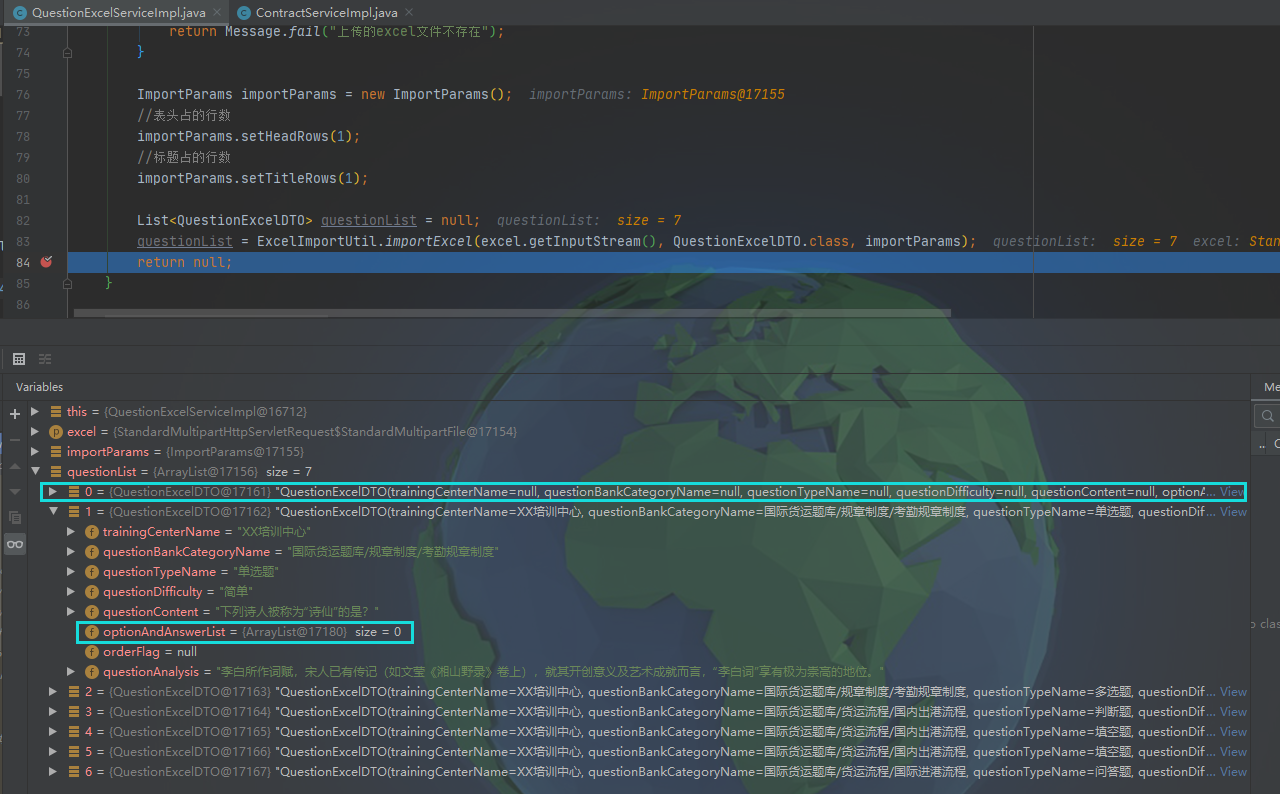 QuestionExcelServiceImpl.java ContractServiceImpl.java
73 return Message.fail("上传的excel文件不存在");
74 }
75
76 ImportParams importParams = new ImportParams(); importParams: ImportParams@17155
77 //表头占的行数
78 importParams.setHeadRows(1);
79 //标题占的行数
80 importParams.setTitleRows(1);
81
82 List<QuestionExcelDTO> questionList = null; questionList: size = 7
83 questionList = ExcelImportUtil.importExcel(excel.getInputStream(), QuestionExcelDTO.class, importParams); questionList: size = 7 excel: Stan
84 return null;
85 }
86
Variables Me
this = {QuestionExcelServiceImpl@16712}
excel = {StandardMultipartHttpServletRequest$StandardMultipartFile@17154}
importParams = {ImportParams@17155}
questionList = {ArrayList@17156} size = 7
0 = {QuestionExcelDTO@17161} "QuestionExcelDTO(trainingCenterName=null, questionBankCategoryName=null, questionTypeName=null, questionDifficulty=null, questionContent=null, optionA... View
1 = {QuestionExcelDTO@17162} "QuestionExcelDTO(trainingCenterName=XX培训中心, questionBankCategoryName=国际货运题库/规章制度/考勤规章制度, questionTypeName=单选题, questionDif... View
trainingCenterName = "XX培训中心"
questionBankCategoryName = "国际货运题库/规章制度/考勤规章制度"
questionTypeName = "单选题"
questionDifficulty = "简单"
questionContent = "下列诗人被称为“诗仙”的是？"
optionAndAnswerList = {ArrayList@17180} size = 0
orderFlag = null
questionAnalysis = "李白所作词赋，宋人已有传记（如文莹《湘山野录》卷上），就其开创意义及艺术成就而言，“李白词”享有极为崇高的地位。"
2 = {QuestionExcelDTO@17163} "QuestionExcelDTO(trainingCenterName=XX培训中心, questionBankCategoryName=国际货运题库/规章制度/考勤规章制度, questionTypeName=多选题, questionDif... View
3 = {QuestionExcelDTO@17164} "QuestionExcelDTO(trainingCenterName=XX培训中心, questionBankCategoryName=国际货运题库/货运流程/国内出港流程, questionTypeName=判断题, questionDif... View
4 = {QuestionExcelDTO@17165} "QuestionExcelDTO(trainingCenterName=XX培训中心, questionBankCategoryName=国际货运题库/货运流程/国内出港流程, questionTypeName=填空题, questionDif... View
5 = {QuestionExcelDTO@17166} "QuestionExcelDTO(trainingCenterName=XX培训中心, questionBankCategoryName=国际货运题库/货运流程/国内出港流程, questionTypeName=填空题, questionDif... View
6 = {QuestionExcelDTO@17167} "QuestionExcelDTO(trainingCenterName=XX培训中心, questionBankCategoryName=国际货运题库/货运流程/国际进港流程, questionTypeName=问答题, questionDif... View